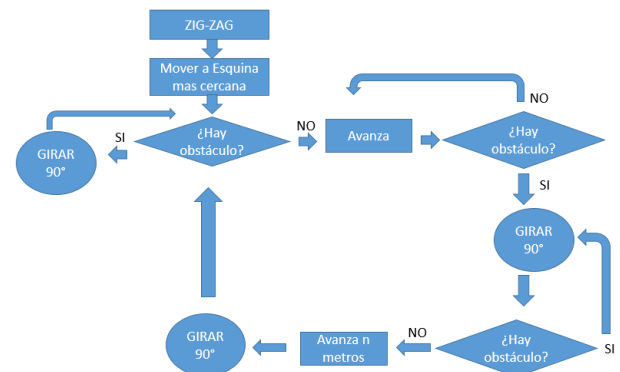 ZIG-ZAG
Mover a Esquina
mas cercana
¿Hay
obstáculo?
SI
GIRAR
90°
NO
Avanza
¿Hay
obstáculo?
NO
SI
GIRAR
90°
¿Hay
obstáculo?
SI
NO
Avanza n
metros
GIRAR
90°